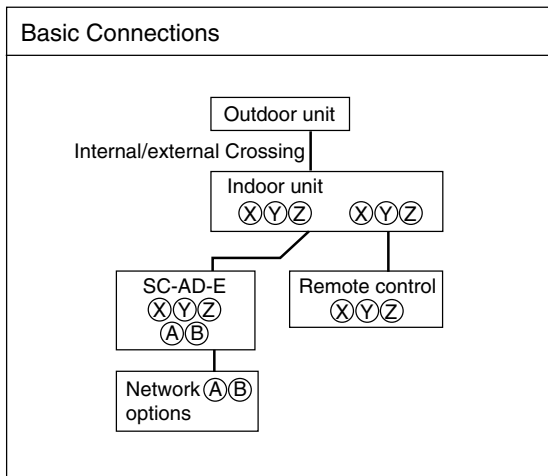 Basic Connections
Outdoor unit
Internal/external Crossing
Indoor unit
ⓍⓎⓏ ⓍⓎⓏ
SC-AD-E
ⓍⓎⓏ
ⒶⒷ
Remote control
ⓍⓎⓏ
Network ⒶⒷ
options